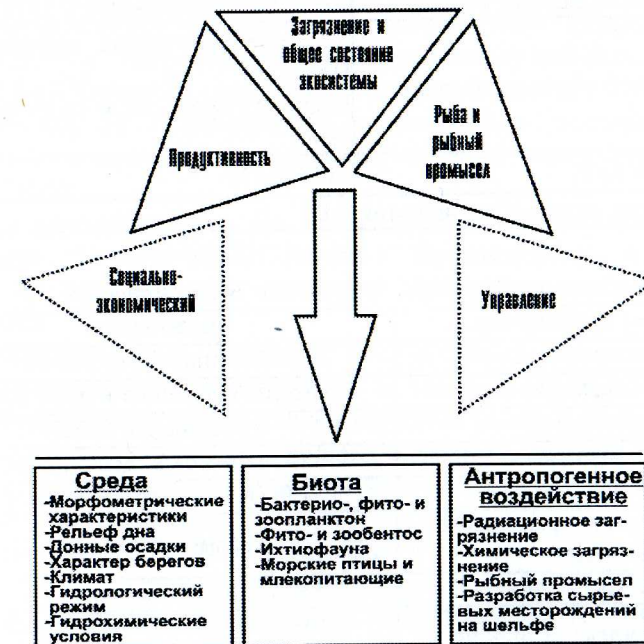 Загрязнение и
общее состояние
экосистемы
Продуктивность
Рыба и
рыбный
промысел
Социально-
экономический
Управление
Среда
-Морфометрические
характеристики
-Рельеф дна
-Донные осадки
-Характер берегов
-Климат
-Гидрологический
режим
-Гидрохимические
условия
Биота
-Бактерио-, фито- и
зоопланктон
-Фито- и зообентос
-Ихтиофауна
-Морские птицы и
млекопитающие
Антропогенное
воздействие
-Радиационное заг-
рязнение
-Химическое загряз-
нение
-Рыбный промысел
-Разработка сырье-
вых месторождений
на шельфе